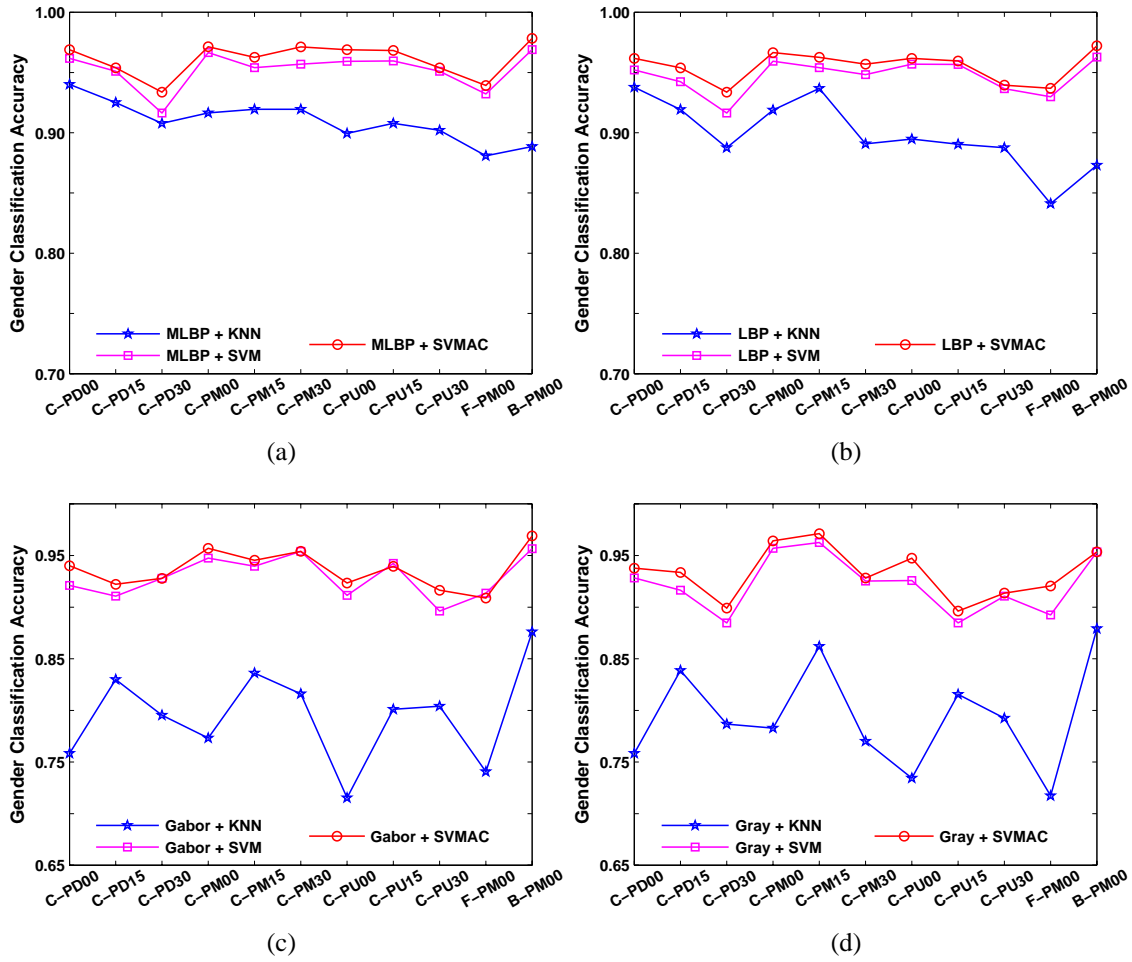 Gender Classification Accuracy
1.00
0.90
0.80
0.70
MLBP + KNN
MLBP + SVM
MLBP + SVMAC
C−PD00
C−PD15
C−PD30
C−PM00
C−PM15
C−PM30
C−PU00
C−PU15
C−PU30
F−PM00
B−PM00
(a)
Gender Classification Accuracy
1.00
0.90
0.80
0.70
LBP + KNN
LBP + SVM
LBP + SVMAC
C−PD00
C−PD15
C−PD30
C−PM00
C−PM15
C−PM30
C−PU00
C−PU15
C−PU30
F−PM00
B−PM00
(b)
Gender Classification Accuracy
0.95
0.85
0.75
0.65
Gabor + KNN
Gabor + SVM
Gabor + SVMAC
C−PD00
C−PD15
C−PD30
C−PM00
C−PM15
C−PM30
C−PU00
C−PU15
C−PU30
F−PM00
B−PM00
(c)
Gender Classification Accuracy
0.95
0.85
0.75
0.65
Gray + KNN
Gray + SVM
Gray + SVMAC
C−PD00
C−PD15
C−PD30
C−PM00
C−PM15
C−PM30
C−PU00
C−PU15
C−PU30
F−PM00
B−PM00
(d)